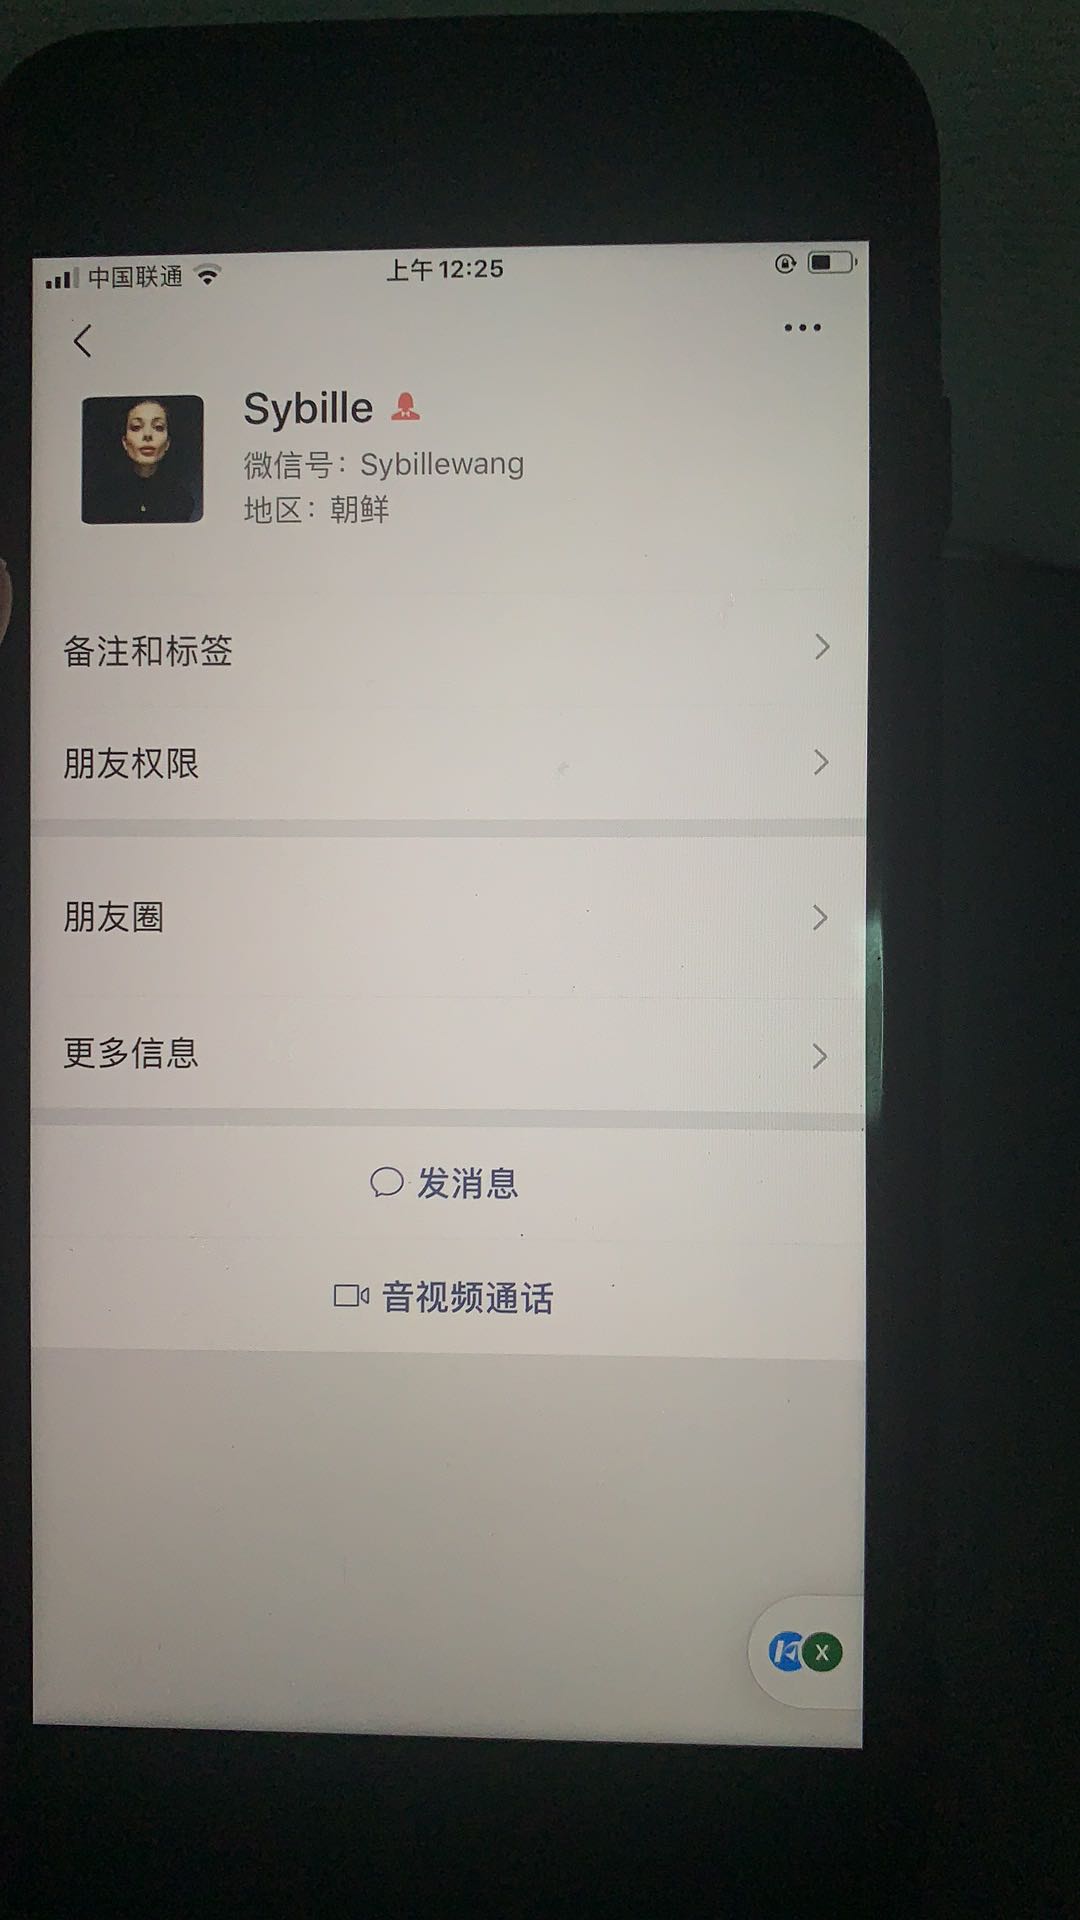 中国联通
上午12:25
Sybille
微信号：Sybillewang
地区：朝鲜
备注和标签
朋友权限
朋友圈
更多信息
发消息
音视频通话
X